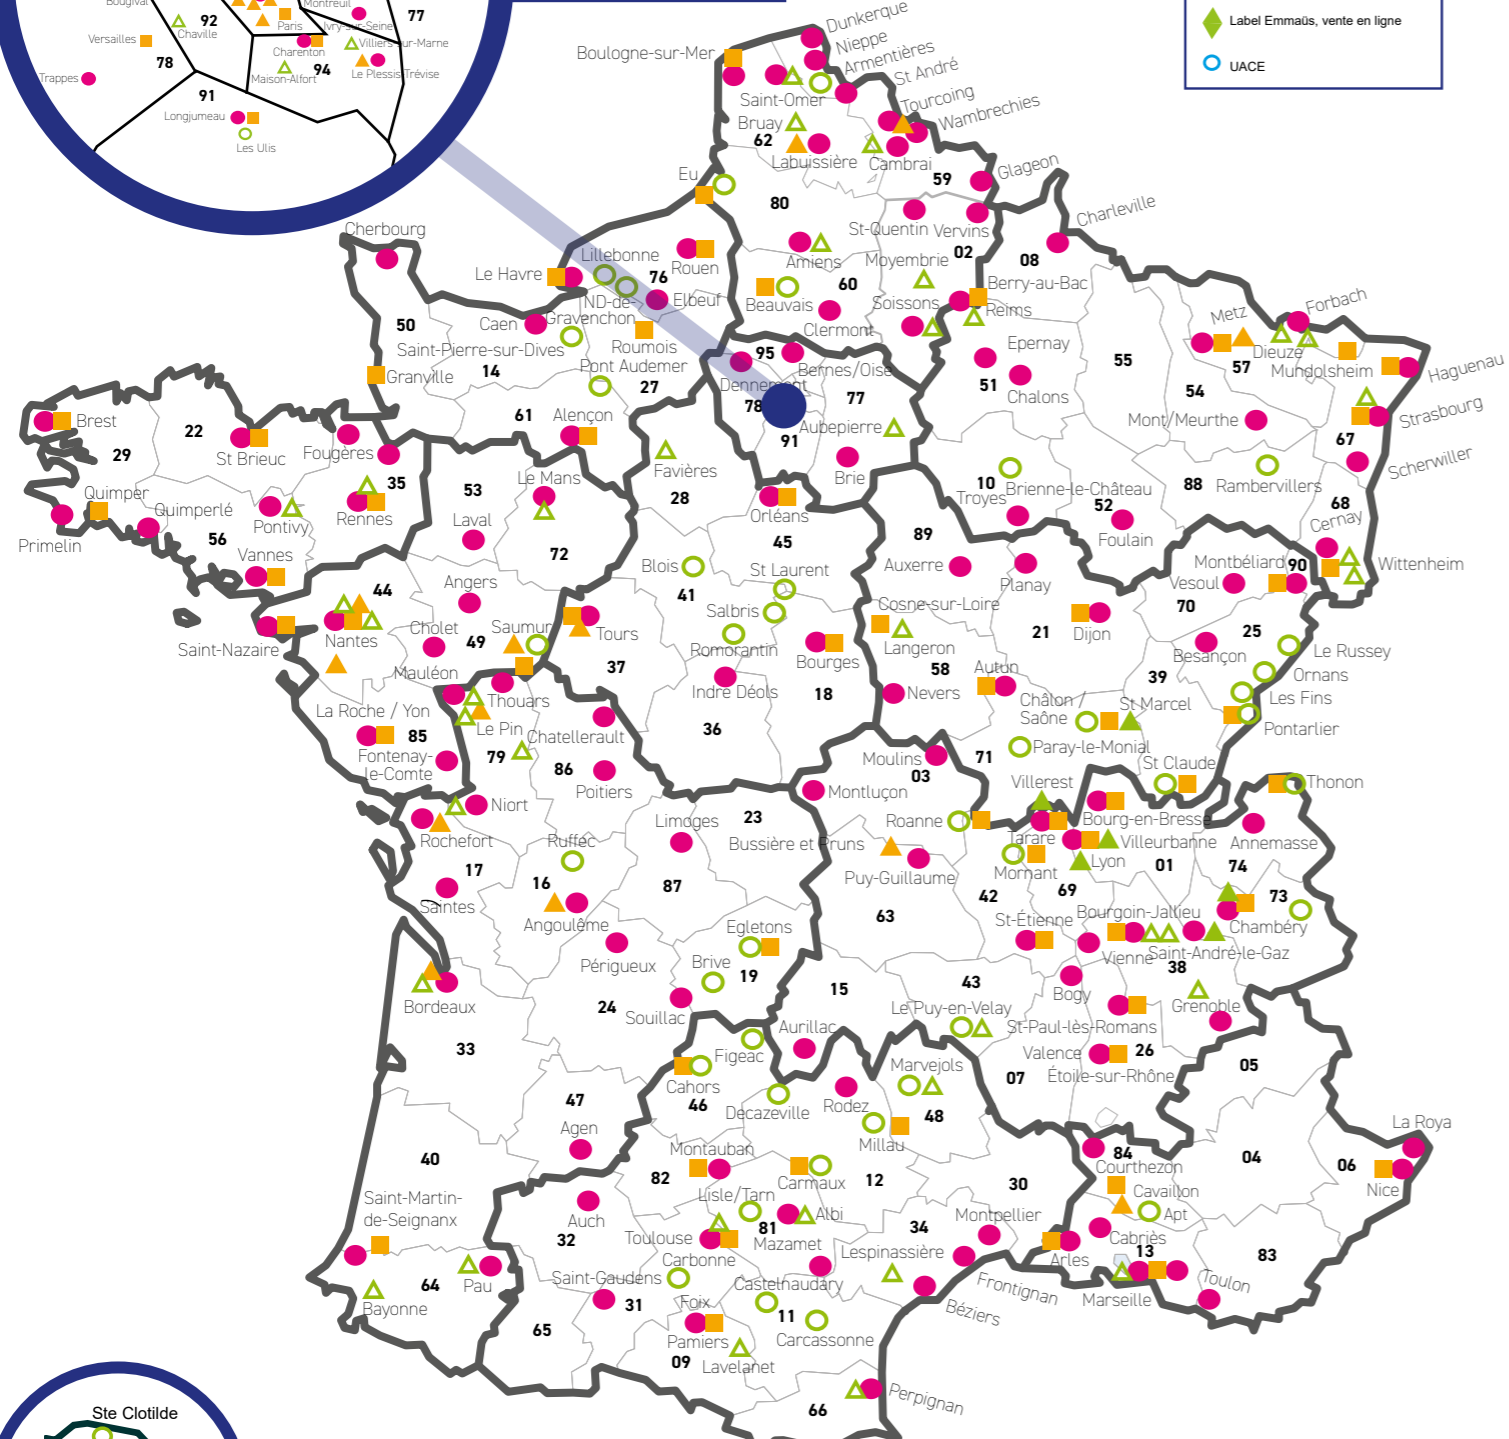 Bougival
92
Chaville
Paris
Montreuil
Ivry-sur-Seine
77
Versailles
78
Charenton
Villiers-sur-Marne
Maison-Alfort
94
Le Plessis-Trévise
Trappes
91
Longjumeau
Les Ulis
Label Emmaüs, vente en ligne
UACE
Dunkerque
Nieppe
Armentières
St André
Boulogne-sur-Mer
Saint-Omer
Tourcoing
Wambrechies
Bruay
62
Labuissière
Cambrai
59
Glageon
Eu
80
St-Quentin
Vervins
Charleville
Cherbourg
Amiens
Moyembrie
02
08
Lillebonne
Le Havre
76
Rouen
60
Berry-au-Bac
ND-de-
Gravenchon
Elbeuf
Beauvais
Clermont
Soissons
Reims
Metz
Forbach
50
Caen
Saint-Pierre-sur-Dives
Roumois
Epernay
55
Dieuze
57
Mundolsheim
Haguenau
14
Pont Audemer
95
Bernes/Oise
Granville
27
Dennemont
78
77
51
Chalons
54
Mont/Meurthe
Strasbourg
61
Alençon
91
Aubepierre
67
Brest
22
St Brieuc
Fougères
29
Favières
Brie
10
Troyes
Brienne-le-Château
88
Rambervillers
Scherwiller
Quimper
Quimperlé
Pontivy
35
Rennes
53
Le Mans
28
Orléans
52
Foulain
68
Cernay
Primelin
56
Vannes
Laval
72
45
89
Auxerre
Planay
Montbéliard
90
Vesoul
Wittenheim
Blois
41
St Laurent
44
Angers
Salbris
Cosne-sur-Loire
21
Dijon
70
25
Saint-Nazaire
Nantes
Cholet
49
Saumur
Tours
Romorantin
Bourges
Langeron
58
Besançon
Le Russey
37
Mauléon
Indre Déols
18
Nevers
Autun
39
Ornans
Les Fins
La Roche / Yon
Thouars
Châlon /
Saône
St Marcel
Pontarlier
85
Le Pin
Chatellerault
36
Fontenay-
le-Comte
79
86
Poitiers
Moulins
03
71
Paray-le-Monial
St Claude
Villerest
Thonon
Niort
Montluçon
Rochefort
Ruffec
Limoges
23
Bussière et Pruns
Roanne
Tarare
Bourg-en-Bresse
Villeurbanne
Annemasse
Mornant
Lyon
17
Saintes
16
Angoulême
87
Puy-Guillaume
63
42
69
01
74
73
Périgueux
Egletons
St-Étienne
Bourgoin-Jallieu
Chambéry
Vienne
Saint-André-le-Gaz
38
Bordeaux
24
Brive
19
Souillac
15
43
Bogy
Grenoble
33
Le Puy-en-Velay
St-Paul-lès-Romans
Aurillac
Figeac
Valence
26
Étoile-sur-Rhône
Cahors
46
Marvejols
07
05
47
Agen
Decazeville
Rodez
48
Millau
La Roya
40
Montauban
82
Carmaux
12
84
Courthezon
04
06
Nice
Saint-Martin-
de-Seignanx
Auch
32
Lisle/Tarn
81
Albi
30
Cavaillon
Apt
Toulouse
Mazamet
34
Montpellier
Cabriès
13
83
64
Bayonne
Pau
Saint-Gaudens
31
Carbonne
Castelnaudary
Lespinassière
Frontignan
Arles
Marseille
Toulon
65
Foix
Pamiers
09
Lavelanet
11
Carcassonne
Béziers
66
Perpignan
Ste Clotilde